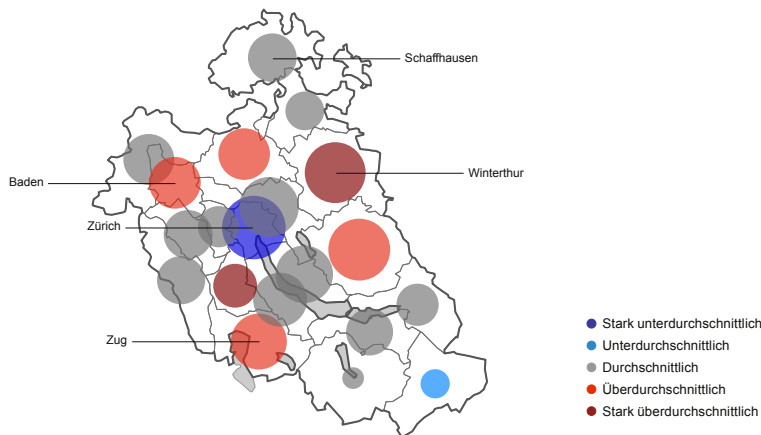 Schaffhausen
Winterthur
Baden
Zürich
Zug
Stark unterdurchschnittlich
Unterdurchschnittlich
Durchschnittlich
Überdurchschnittlich
Stark überdurchschnittlich